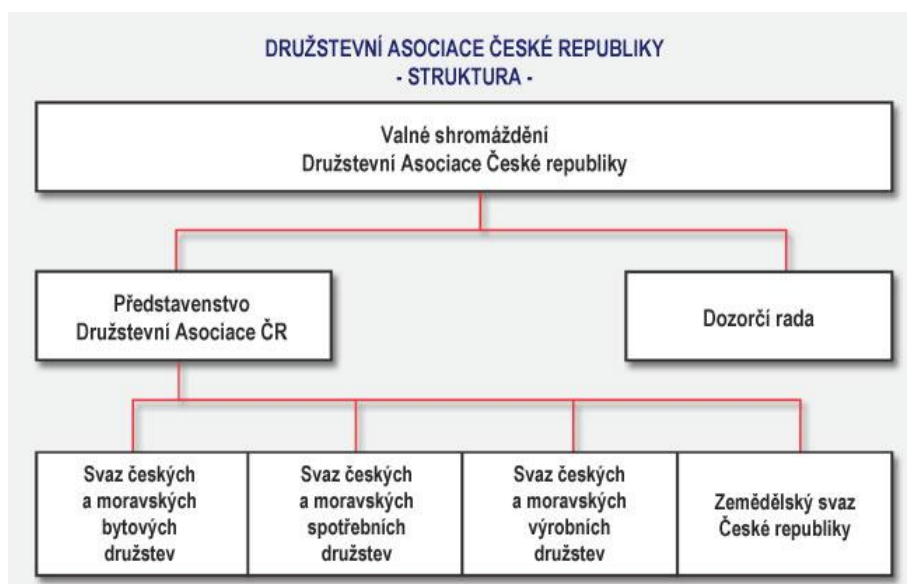 DRUŽSTEVNÍ ASOCIACE ČESKÉ REPUBLIKY
- STRUKTURA -
Valné shromáždění
Družstevní Asociace České republiky
Představenstvo
Družstevní Asociace ČR
Dozorčí rada
Svaz českých
a moravských
bytových
družstev
Svaz českých
a moravských
spotřebních
družstev
Svaz českých
a moravských
výrobních
družstev
Zemědělský svaz
České republiky